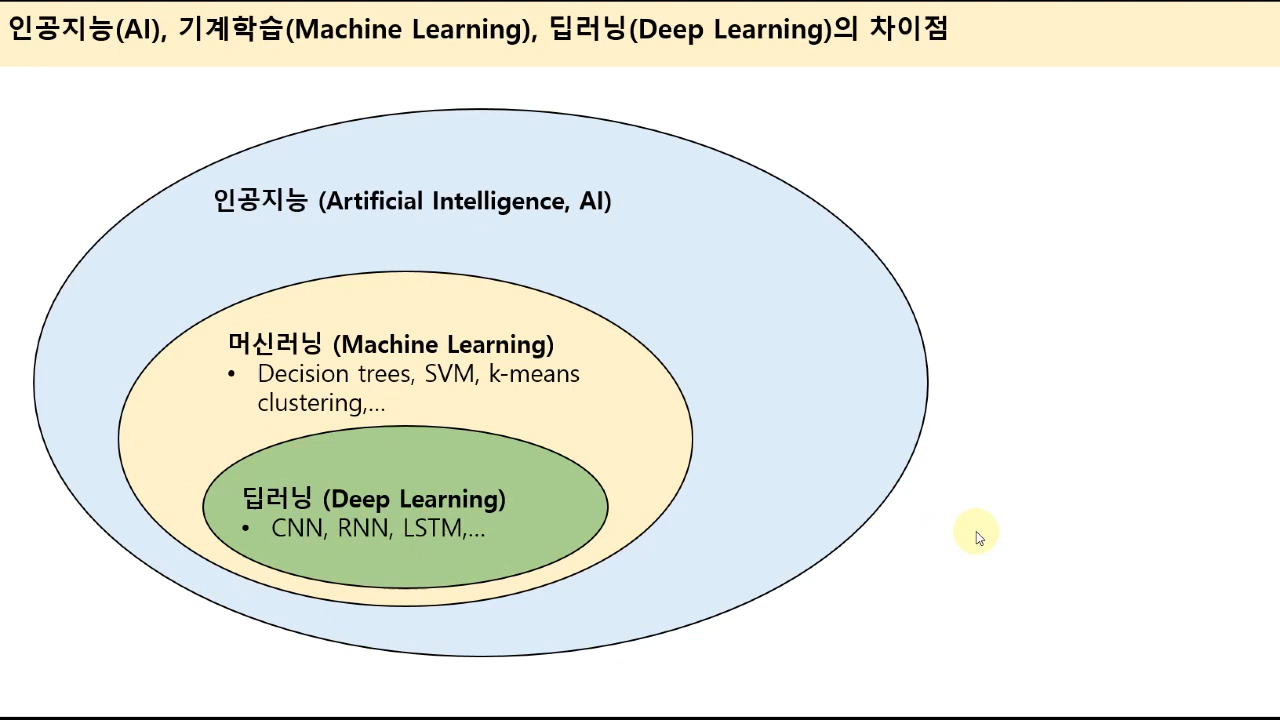 인공지능(AI), 기계학습(Machine Learning), 딥러닝(Deep Learning)의 차이점
인공지능 (Artificial Intelligence, AI)
머신러닝 (Machine Learning)
• Decision trees, SVM, k-means
clustering,...
딥러닝 (Deep Learning)
• CNN, RNN, LSTM,...